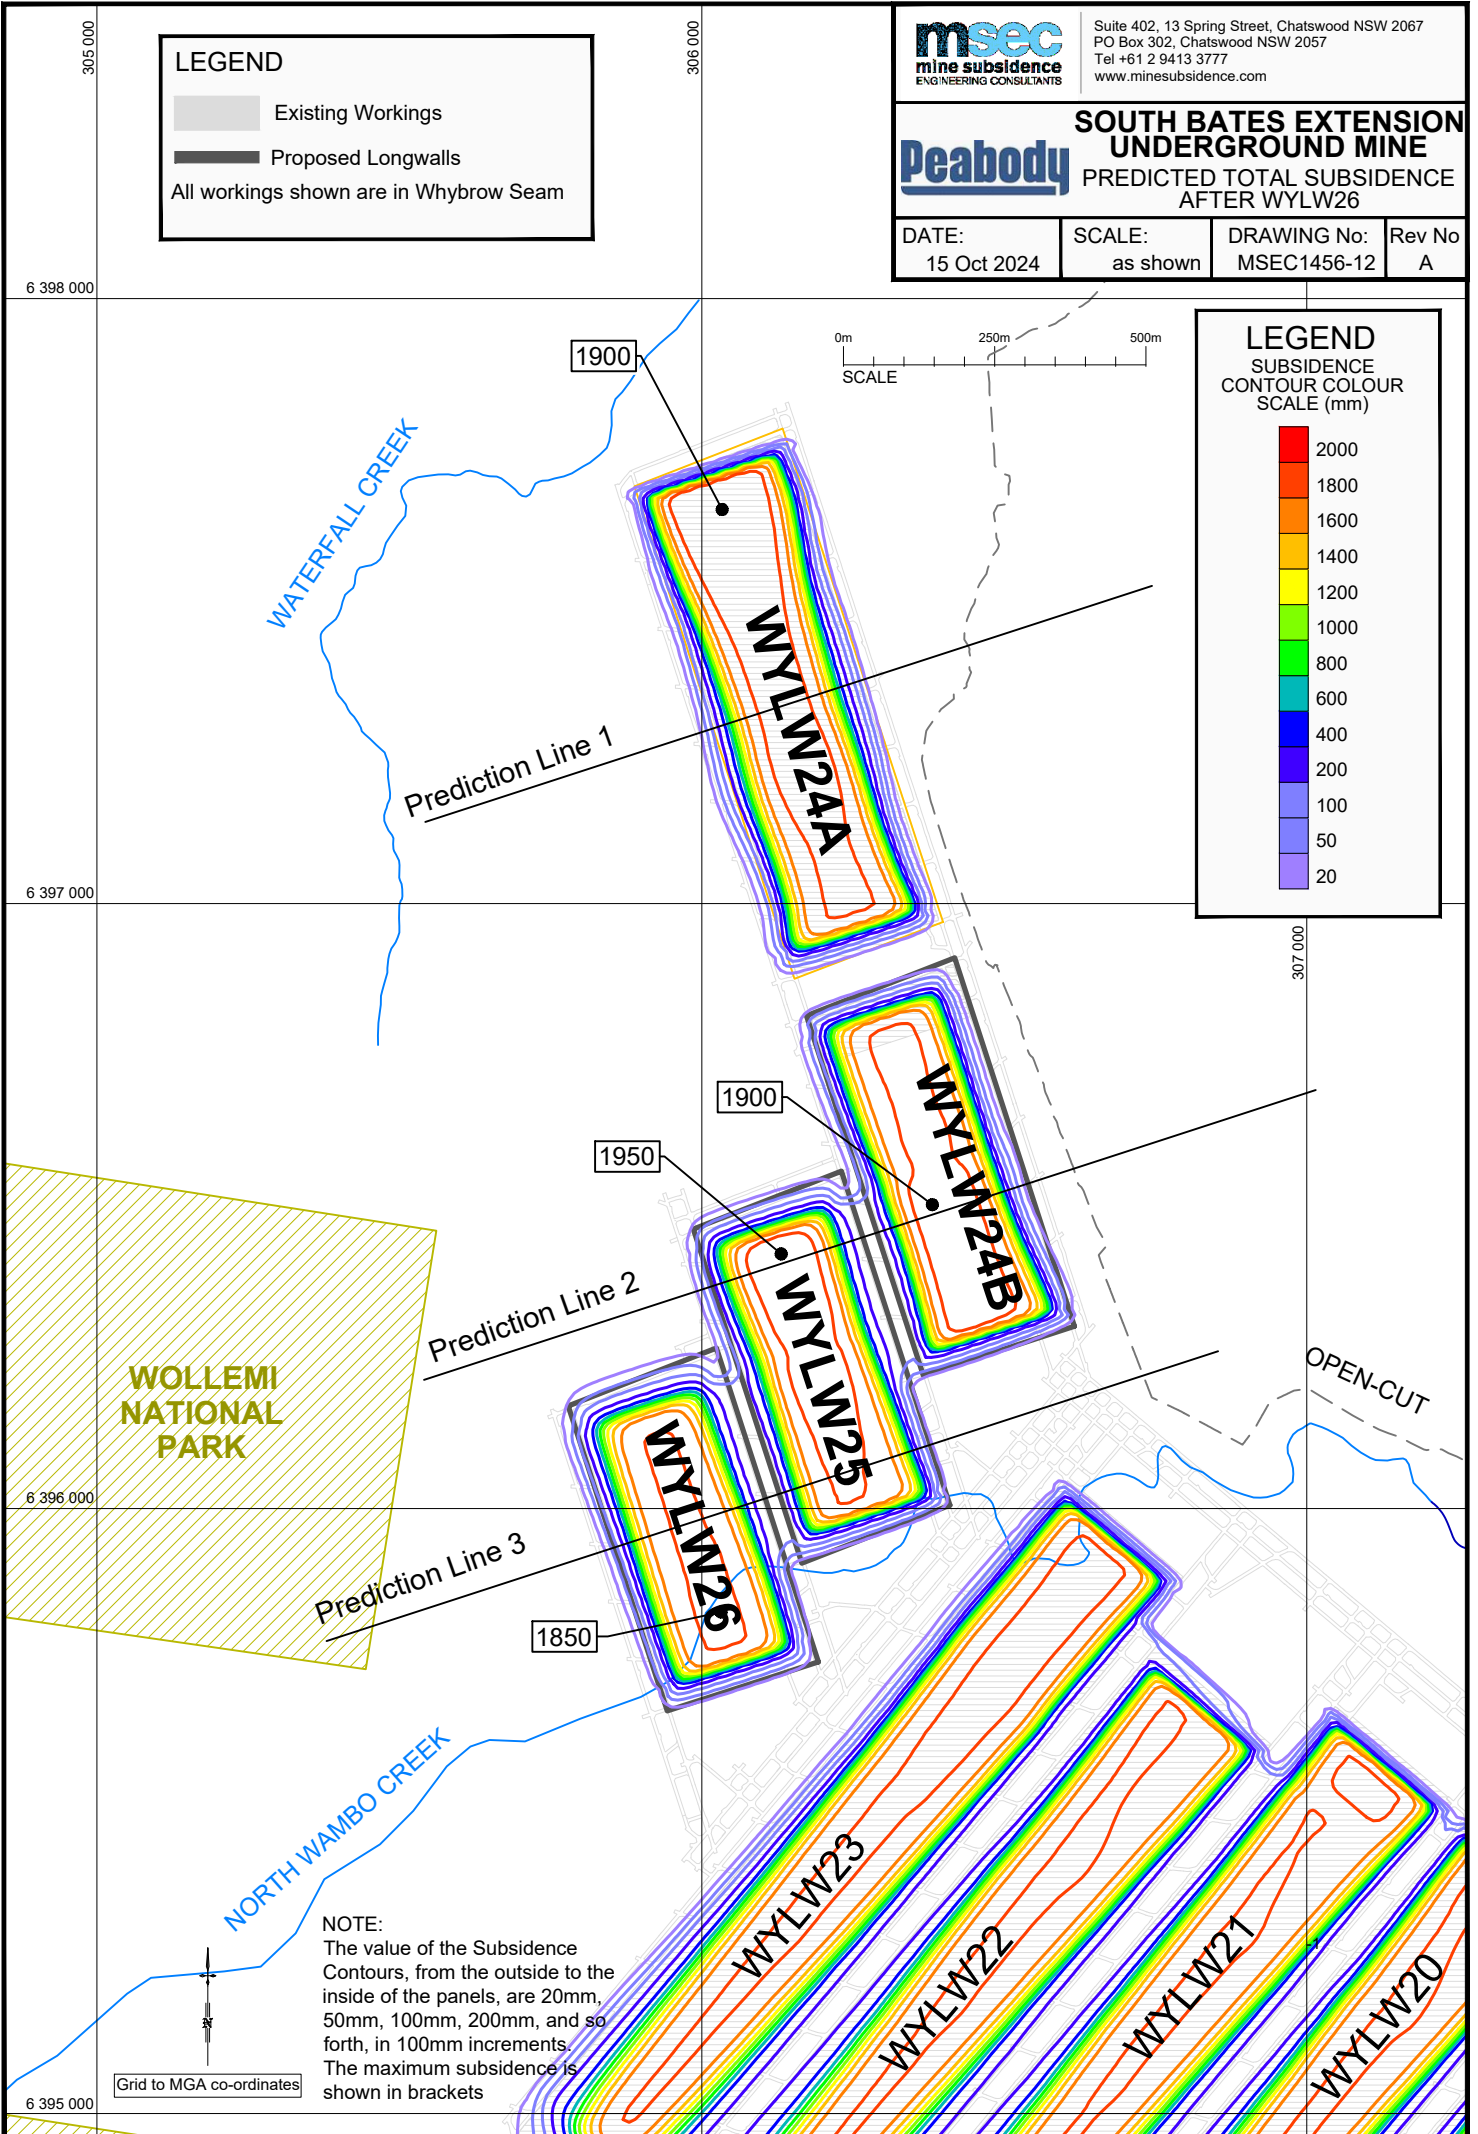 305 000
306 000
LEGEND
Existing Workings
Proposed Longwalls
All workings shown are in Whybrow Seam
msec
mine subsidence
ENGINEERING CONSULTANTS
Suite 402, 13 Spring Street, Chatswood NSW 2067
PO Box 302, Chatswood NSW 2057
Tel +61 2 9413 3777
www.minesubsidence.com
Peabody
SOUTH BATES EXTENSION
UNDERGROUND MINE
PREDICTED TOTAL SUBSIDENCE
AFTER WYLW26
DATE:
15 Oct 2024
SCALE:
as shown
DRAWING No:
MSEC1456-12
Rev No
A
6 398 000
0m 250m 500m
SCALE
LEGEND
SUBSIDENCE
CONTOUR COLOUR
SCALE (mm)
2000
1800
1600
1400
1200
1000
800
600
400
200
100
50
20
1900
WATERFALL CREEK
WYLW24A
Prediction Line 1
6 397 000
307 000
1900
WYLW24B
1950
Prediction Line 2
WYLW25
WOLLEMI
NATIONAL
PARK
OPEN-CUT
6 396 000
WYLW26
Prediction Line 3
1850
NORTH WAMBO CREEK
WYLW23
WYLW22
WYLW21
WYLW20
1
N
Grid to MGA co-ordinates
NOTE:
The value of the Subsidence
Contours, from the outside to the
inside of the panels, are 20mm,
50mm, 100mm, 200mm, and so
forth, in 100mm increments.
The maximum subsidence is
shown in brackets
6 395 000